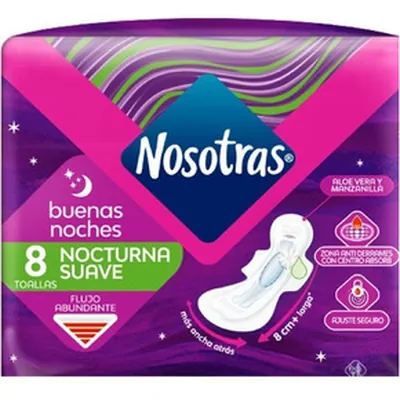 Nosotras®
buenas
noches
8
TOALLAS
NOCTURNA
SUAVE
FLUJO
ABUNDANTE
ALOE VERA Y
MANZANILLA
ZONA ANTI DERRAMES
CON CENTRO ABSORB
AJUSTE SEGURO
más ancha atrás
8 cm+ larga*